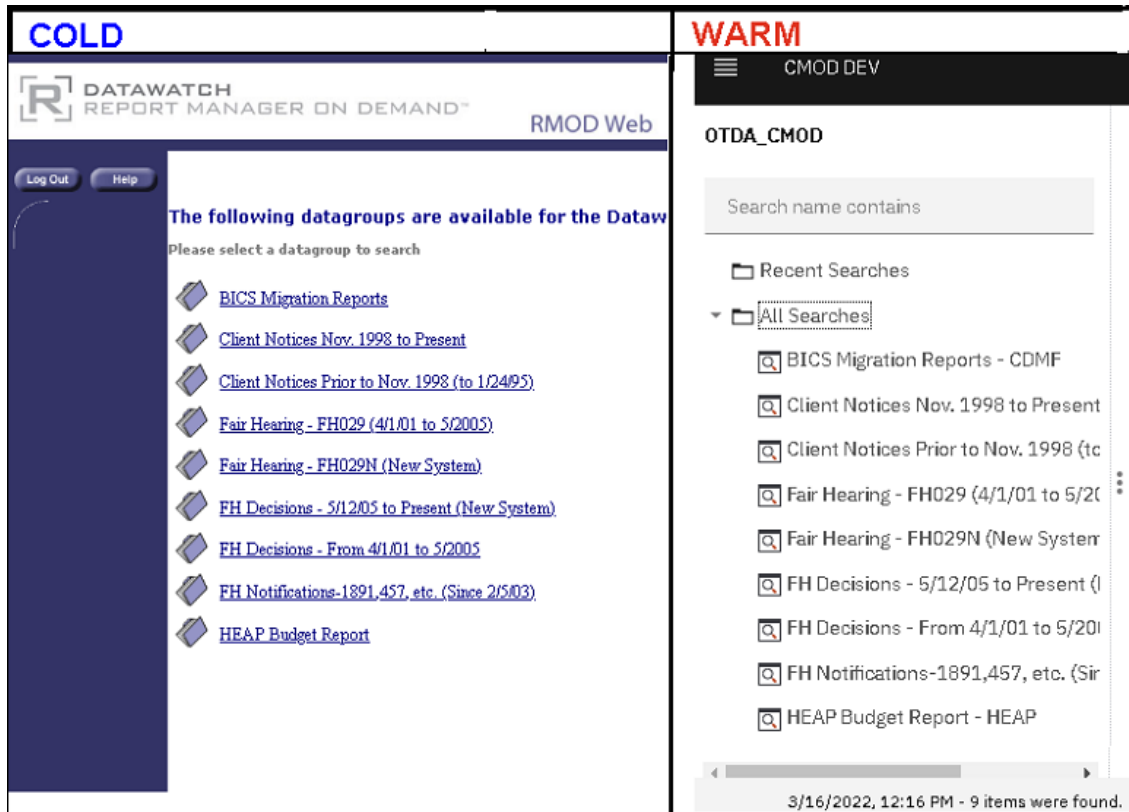 COLD
WARM
DATAWATCH
REPORT MANAGER ON DEMAND™
RMOD Web
Log Out
Help
The following datagroups are available for the Dataw
Please select a datagroup to search
BICS Migration Reports
Client Notices Nov. 1998 to Present
Client Notices Prior to Nov. 1998 (to 1/24/95)
Fair Hearing - FH029 (4/1/01 to 5/2005)
Fair Hearing - FH029N (New System)
FH Decisions - 5/12/05 to Present (New System)
FH Decisions - From 4/1/01 to 5/2005
FH Notifications-1891,457, etc. (Since 2/5/03)
HEAP Budget Report
CMOD DEV
OTDA_CMOD
Search name contains
Recent Searches
All Searches
BICS Migration Reports - CDMF
Client Notices Nov. 1998 to Present
Client Notices Prior to Nov. 1998 (to
Fair Hearing - FH029 (4/1/01 to 5/20
Fair Hearing - FH029N (New System
FH Decisions - 5/12/05 to Present (
FH Decisions - From 4/1/01 to 5/20
FH Notifications-1891,457, etc. (Sin
HEAP Budget Report - HEAP
3/16/2022, 12:16 PM - 9 items were found.